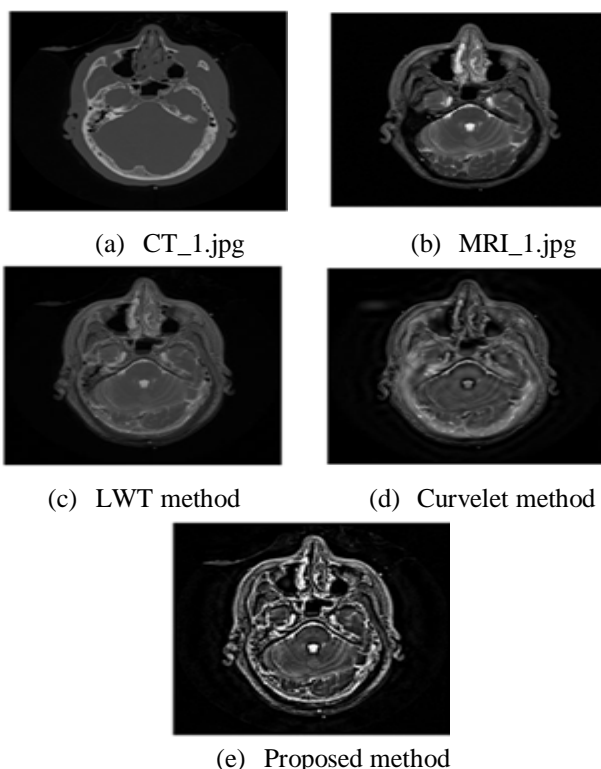 (a) CT_1.jpg
(b) MRI_1.jpg
(c) LWT method
(d) Curvelet method
(e) Proposed method